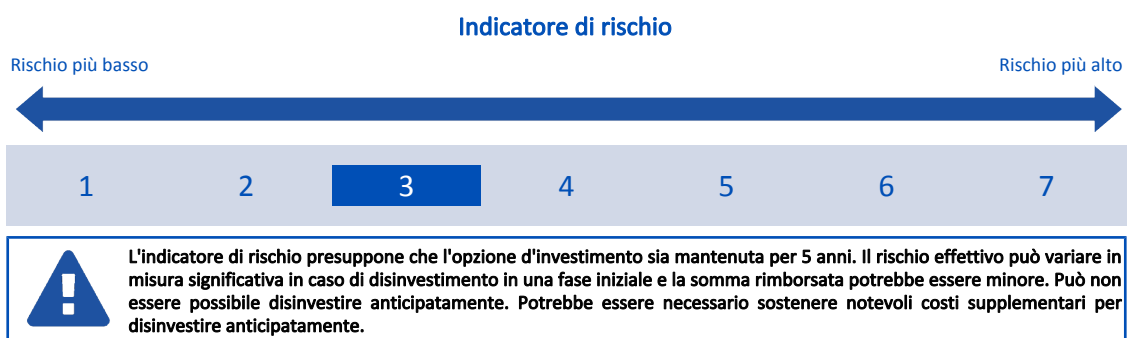 Indicatore di rischio
Rischio più basso
Rischio più alto
1 2 3 4 5 6 7
L'indicatore di rischio presuppone che l'opzione d'investimento sia mantenuta per 5 anni. Il rischio effettivo può variare in
misura significativa in caso di disinvestimento in una fase iniziale e la somma rimborsata potrebbe essere minore. Può non
essere possibile disinvestire anticipatamente. Potrebbe essere necessario sostenere notevoli costi supplementari per
disinvestire anticipatamente.